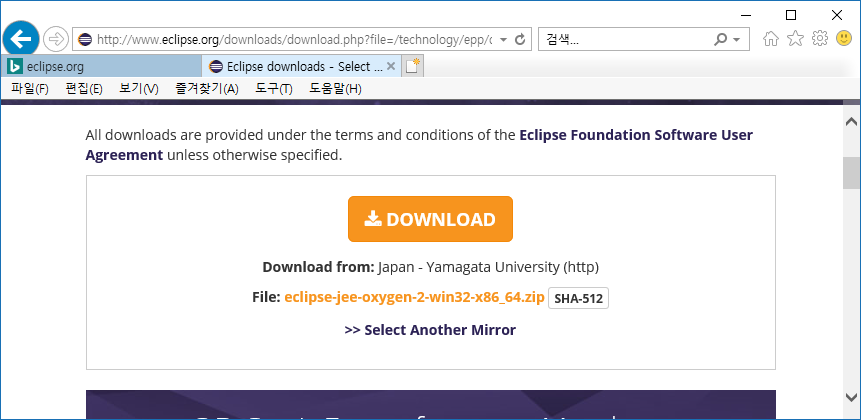 http://www.eclipse.org/downloads/download.php?file=/technology/epp/
검색...
eclipse.org
Eclipse downloads - Select ...
파일(F) 편집(E) 보기(V) 즐겨찾기(A) 도구(T) 도움말(H)
All downloads are provided under the terms and conditions of the Eclipse Foundation Software User
Agreement unless otherwise specified.
DOWNLOAD
Download from: Japan - Yamagata University (http)
File: eclipse-jee-oxygen-2-win32-x86_64.zip SHA-512
>> Select Another Mirror